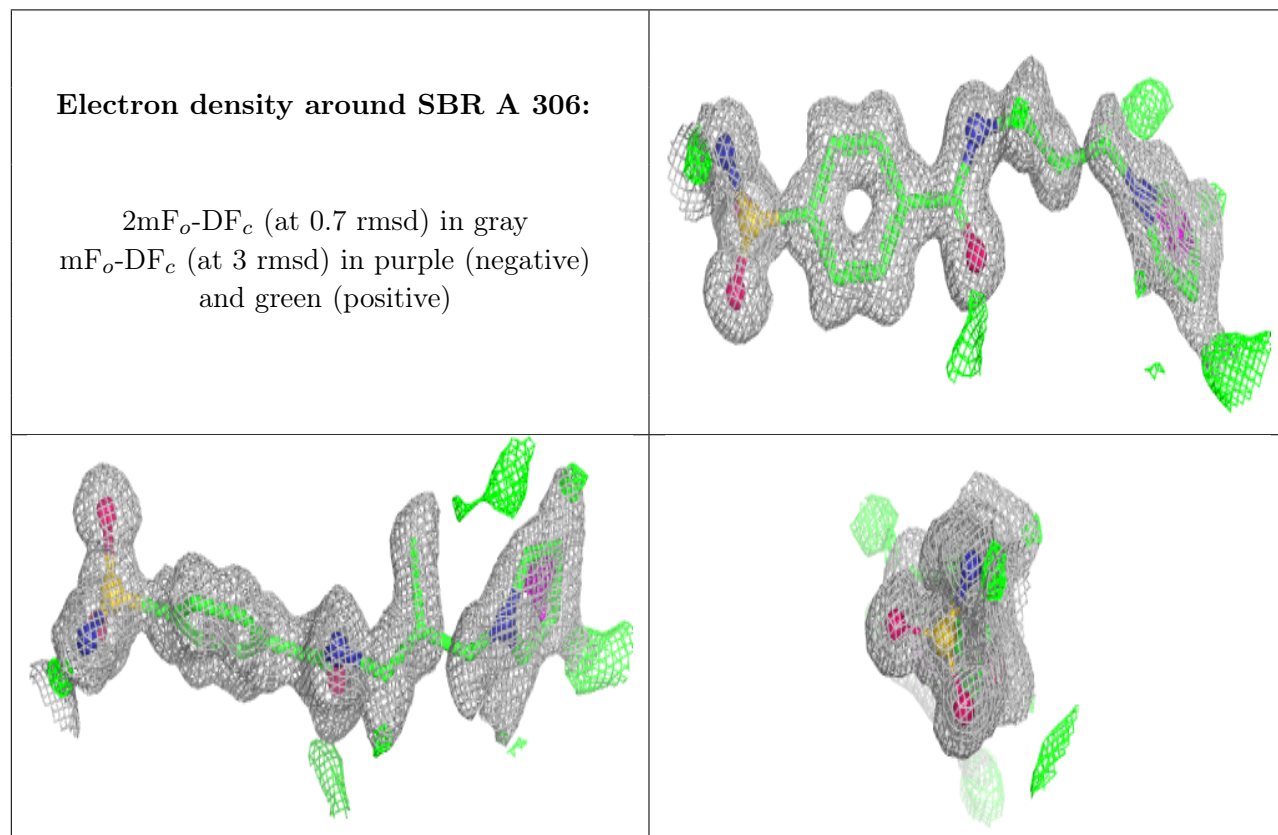 Electron density around SBR A 306:
2mFo-DFc (at 0.7 rmsd) in gray
mFo-DFc (at 3 rmsd) in purple (negative)
and green (positive)